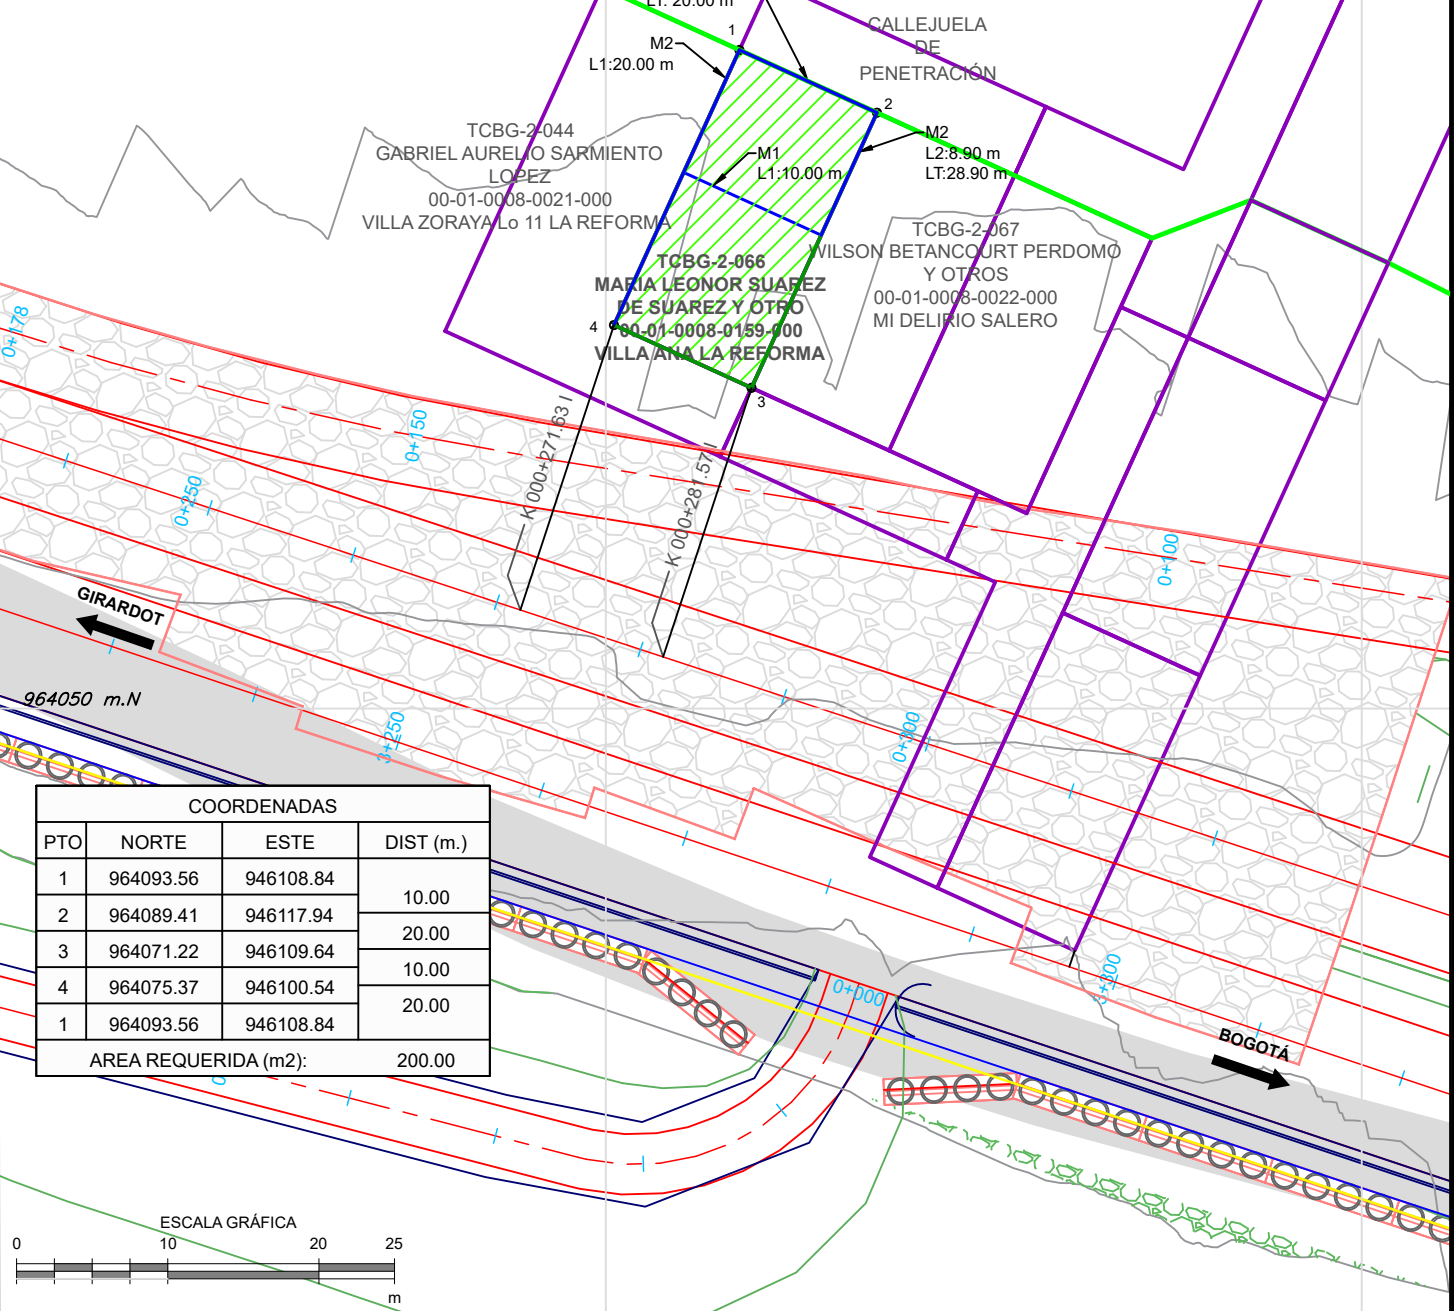 LT: 20.00 m
1
M2
L1:20.00 m
CALLEJUELA
DE
PENETRACIÓN
2
M2
L2:8.90 m
LT:28.90 m
M1
L1:10.00 m
TCBG-2-044
GABRIEL AURELIO SARMIENTO
LOPEZ
00-01-0008-0021-000
VILLA ZORAYA Lo 11 LA REFORMA
TCBG-2-067
WILSON BETANCOURT PERDOMO
Y OTROS
00-01-0008-0022-000
MI DELIRIO SALERO
TCBG-2-066
MARIA LEONOR SUAREZ
DE SUAREZ Y OTRO
00-01-0008-0159-000
VILLA ANA LA REFORMA
4
3
0+178
0+150
0+250
K 000+271.63 I
K 000+281.57 I
0+100
GIRARDOT
964050 m.N
3+250
0+300
COORDENADAS
PTO NORTE ESTE DIST (m.)
1 964093.56 946108.84
10.00
2 964089.41 946117.94
20.00
3 964071.22 946109.64
10.00
4 964075.37 946100.54
20.00
1 964093.56 946108.84
AREA REQUERIDA (m2): 200.00
0+000
3+300
BOGOTÁ
ESCALA GRÁFICA
0 10 20 25
m